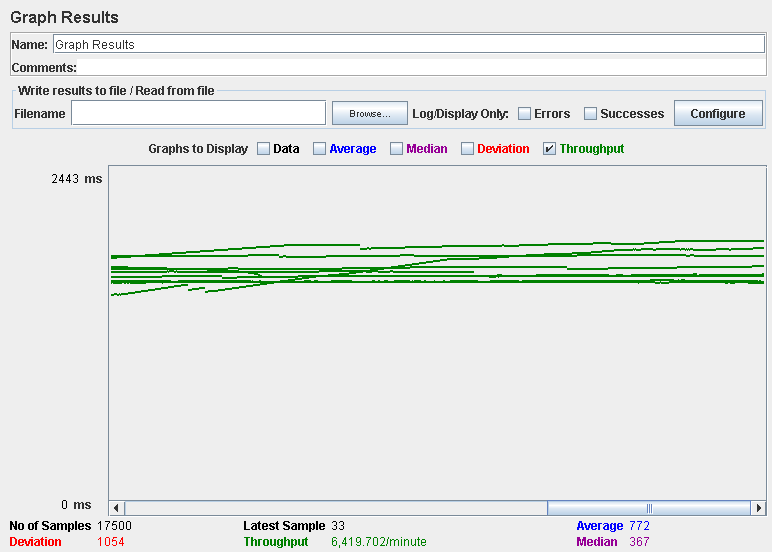 Graph Results
Name: Graph Results
Comments:
Write results to file / Read from file
Filename Browse... Log/Display Only: Errors Successes Configure
Graphs to Display Data Average Median Deviation Throughput
2443 ms
0 ms
No of Samples 17500 Latest Sample 33 Average 772
Deviation 1054 Throughput 6,419.702/minute Median 367